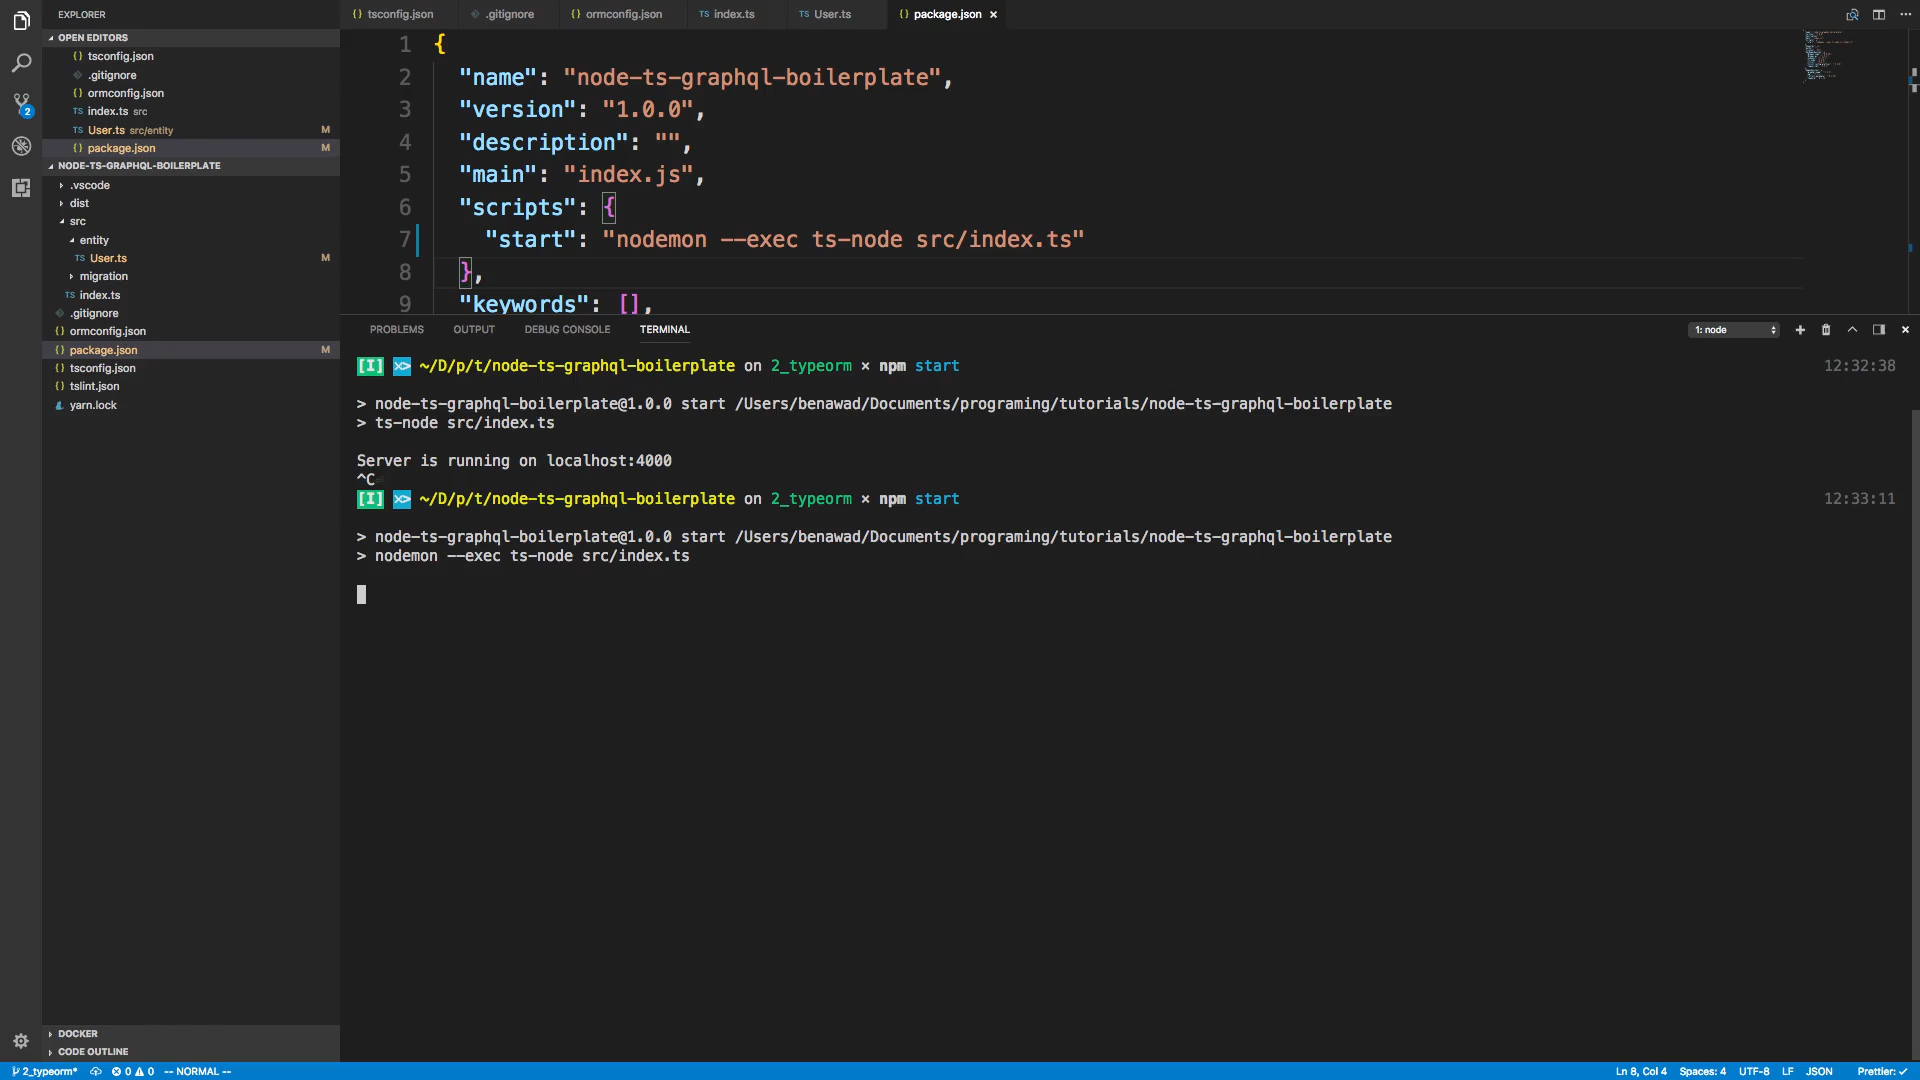 EXPLORER
OPEN EDITORS
{} tsconfig.json
.gitignore
{} ormconfig.json
TS index.ts src
TS User.ts src/entity M
{} package.json M
NODE-TS-GRAPHQL-BOILERPLATE
.vscode
dist
src
entity
TS User.ts M
migration
TS index.ts
.gitignore
{} ormconfig.json
{} package.json M
{} tsconfig.json
{} tslint.json
yarn.lock
DOCKER
CODE OUTLINE
2
{} tsconfig.json .gitignore {} ormconfig.json TS index.ts TS User.ts {} package.json ×
1 {
2 "name": "node-ts-graphql-boilerplate",
3 "version": "1.0.0",
4 "description": "",
5 "main": "index.js",
6 "scripts": {
7 "start": "nodemon --exec ts-node src/index.ts"
8 },
9 "keywords": [],
PROBLEMS OUTPUT DEBUG CONSOLE TERMINAL 1: node
[I] >> ~/D/p/t/node-ts-graphql-boilerplate on 2_typeorm × npm start 12:32:38
> node-ts-graphql-boilerplate@1.0.0 start /Users/benawad/Documents/programing/tutorials/node-ts-graphql-boilerplate
> ts-node src/index.ts
Server is running on localhost:4000
^C
[I] >> ~/D/p/t/node-ts-graphql-boilerplate on 2_typeorm × npm start 12:33:11
> node-ts-graphql-boilerplate@1.0.0 start /Users/benawad/Documents/programing/tutorials/node-ts-graphql-boilerplate
> nodemon --exec ts-node src/index.ts
2_typeorm* 0 0 -- NORMAL -- Ln 8, Col 4 Spaces: 4 UTF-8 LF JSON Prettier: ✓